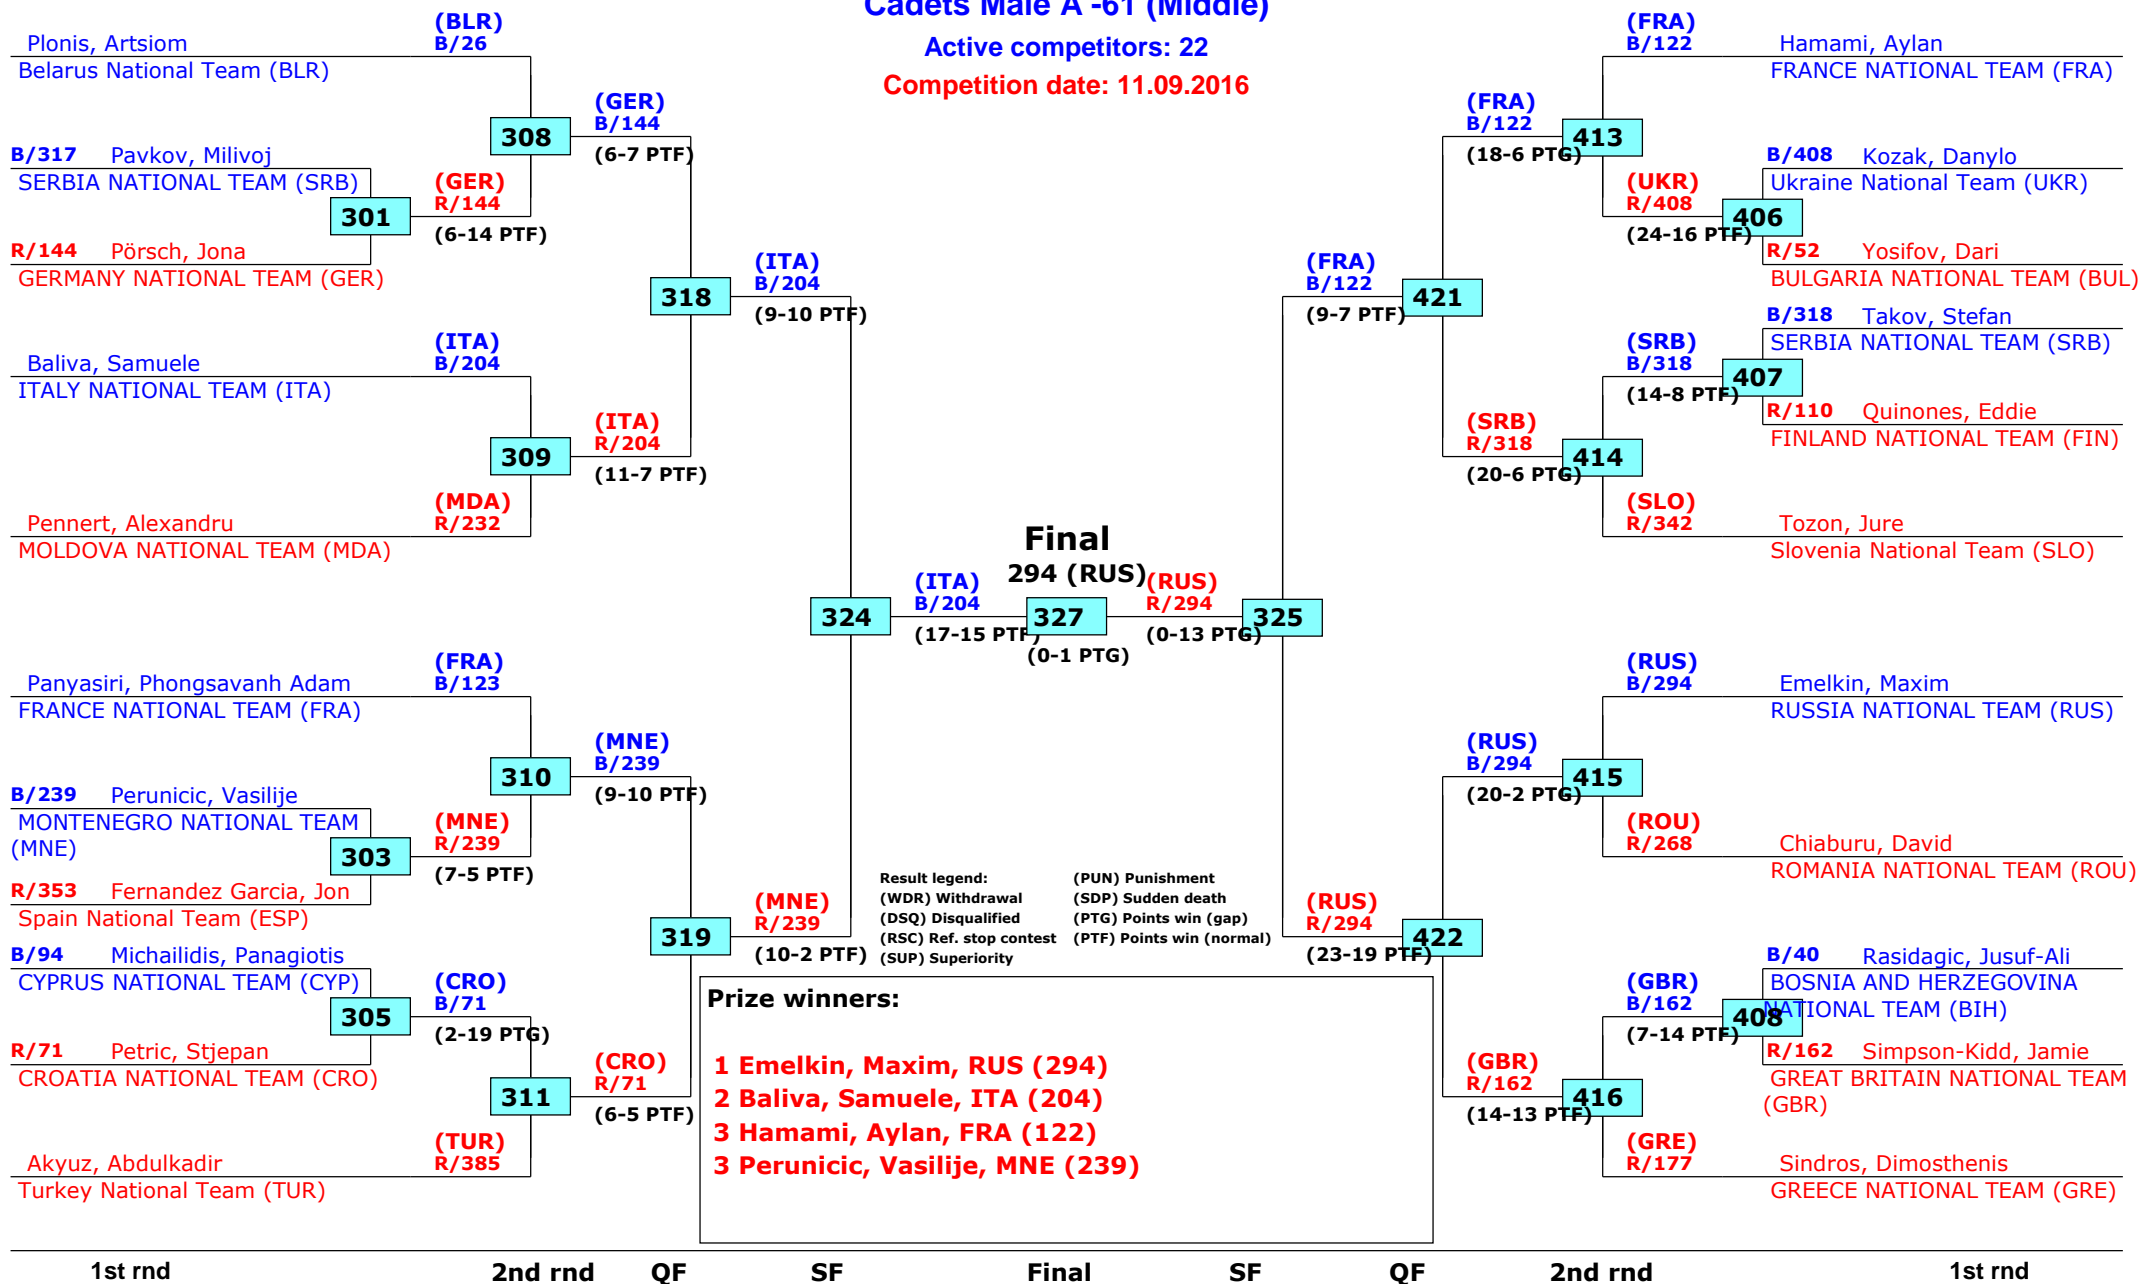 Cadets Male A -61 (Middle)
Active competitors: 22
Competition date: 11.09.2016
Plonis, Artsiom
Belarus National Team (BLR)
(BLR)
B/26
B/317 Pavkov, Milivoj
SERBIA NATIONAL TEAM (SRB)
301
R/144 Pörsch, Jona
GERMANY NATIONAL TEAM (GER)
(GER)
R/144
(6-14 PTF)
308
(GER)
B/144
(6-7 PTF)
Baliva, Samuele
ITALY NATIONAL TEAM (ITA)
(ITA)
B/204
309
Pennert, Alexandru
MOLDOVA NATIONAL TEAM (MDA)
(MDA)
R/232
(ITA)
R/204
(11-7 PTF)
318
(ITA)
B/204
(9-10 PTF)
Panyasiri, Phongsavanh Adam
FRANCE NATIONAL TEAM (FRA)
(FRA)
B/123
B/239 Perunicic, Vasilije
MONTENEGRO NATIONAL TEAM
(MNE)
303
R/353 Fernandez Garcia, Jon
Spain National Team (ESP)
(MNE)
R/239
(7-5 PTF)
310
(MNE)
B/239
(9-10 PTF)
B/94 Michailidis, Panagiotis
CYPRUS NATIONAL TEAM (CYP)
305
R/71 Petric, Stjepan
CROATIA NATIONAL TEAM (CRO)
(CRO)
B/71
(2-19 PTG)
311
Akyuz, Abdulkadir
Turkey National Team (TUR)
(TUR)
R/385
(CRO)
R/71
(6-5 PTF)
319
(MNE)
R/239
(10-2 PTF)
324
(ITA)
B/204
(17-15 PTF)
Final
294 (RUS)
327
(0-1 PTG)
(RUS)
R/294
(0-13 PTG)
325
(FRA)
B/122
(9-7 PTF)
421
(FRA)
B/122
(18-6 PTG)
413
(FRA)
B/122
Hamami, Aylan
FRANCE NATIONAL TEAM (FRA)
(UKR)
R/408
(24-16 PTF)
406
B/408 Kozak, Danylo
Ukraine National Team (UKR)
R/52 Yosifov, Dari
BULGARIA NATIONAL TEAM (BUL)
(SRB)
R/318
(20-6 PTG)
414
(SRB)
B/318
(14-8 PTF)
407
B/318 Takov, Stefan
SERBIA NATIONAL TEAM (SRB)
R/110 Quinones, Eddie
FINLAND NATIONAL TEAM (FIN)
(SLO)
R/342
Tozon, Jure
Slovenia National Team (SLO)
(RUS)
R/294
(23-19 PTF)
422
(RUS)
B/294
(20-2 PTG)
415
(RUS)
B/294
Emelkin, Maxim
RUSSIA NATIONAL TEAM (RUS)
(ROU)
R/268
Chiaburu, David
ROMANIA NATIONAL TEAM (ROU)
(GBR)
R/162
(14-13 PTF)
416
(GBR)
B/162
(7-14 PTF)
408
B/40 Rasidagic, Jusuf-Ali
BOSNIA AND HERZEGOVINA
NATIONAL TEAM (BIH)
R/162 Simpson-Kidd, Jamie
GREAT BRITAIN NATIONAL TEAM
(GBR)
(GRE)
R/177
Sindros, Dimosthenis
GREECE NATIONAL TEAM (GRE)
Result legend: (PUN) Punishment
(WDR) Withdrawal (SDP) Sudden death
(DSQ) Disqualified (PTG) Points win (gap)
(RSC) Ref. stop contest (PTF) Points win (normal)
(SUP) Superiority
Prize winners:
1 Emelkin, Maxim, RUS (294)
2 Baliva, Samuele, ITA (204)
3 Hamami, Aylan, FRA (122)
3 Perunicic, Vasilije, MNE (239)
1st rnd 2nd rnd QF SF Final SF QF 2nd rnd 1st rnd